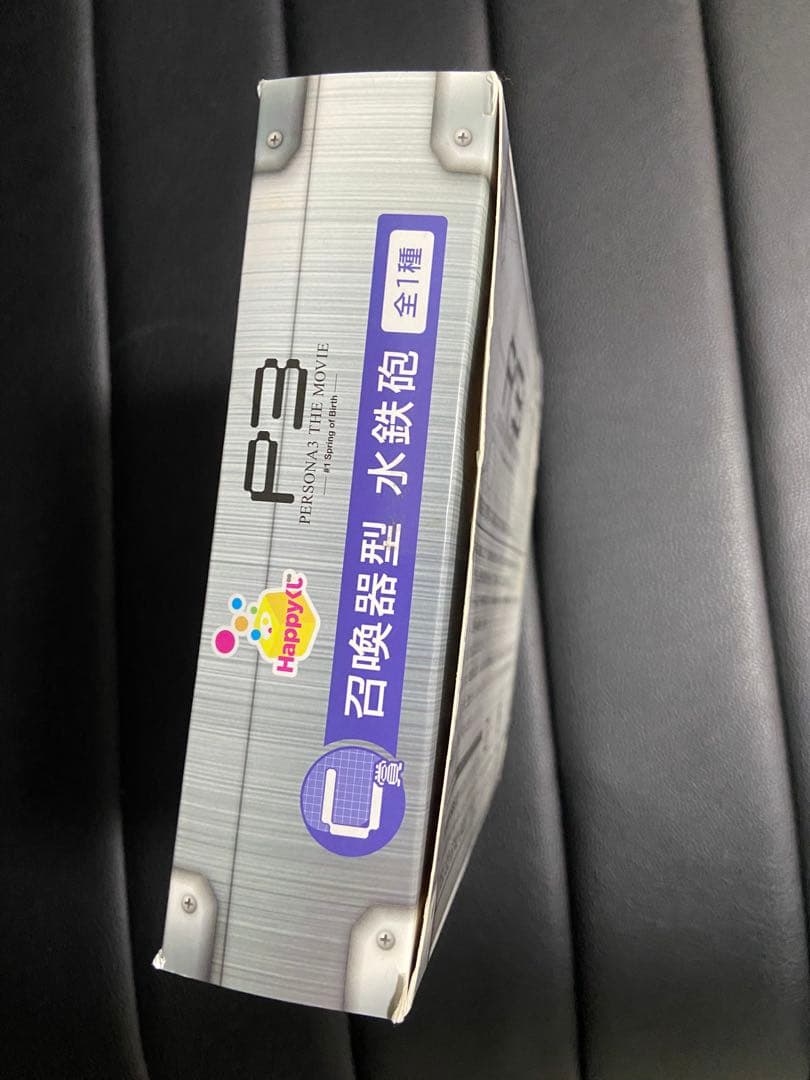 P3
PERSONA3 THE MOVIE
#1 Spring of Birth
Happyくじ
C賞
召喚器型 水鉄砲 全1種